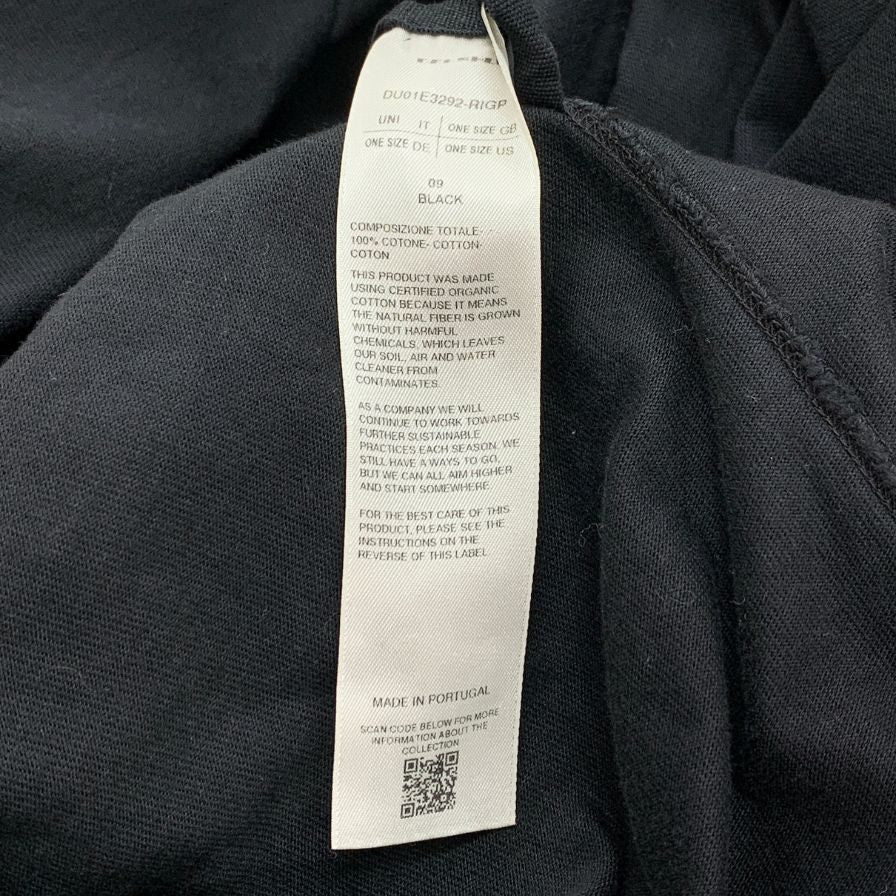 DU01E3292-RIGP
UNI IT ONE SIZE GB
ONE SIZE DE ONE SIZE US
09
BLACK
COMPOSIZIONE TOTALE- -
100% COTONE- COTTON-
COTON
THIS PRODUCT WAS MADE
USING CERTIFIED ORGANIC
COTTON BECAUSE IT MEANS
THE NATURAL FIBER IS GROWN
WITHOUT HARMFUL
CHEMICALS, WHICH LEAVES
OUR SOIL, AIR AND WATER
CLEANER FROM
CONTAMINATES.
AS A COMPANY WE WILL
CONTINUE TO WORK TOWARDS
FURTHER SUSTAINABLE
PRACTICES EACH SEASON. WE
STILL HAVE A WAYS TO GO,
BUT WE CAN ALL AIM HIGHER
AND START SOMEWHERE.
FOR THE BEST CARE OF THIS
PRODUCT, PLEASE SEE THE
INSTRUCTIONS ON THE
REVERSE OF THIS LABEL
MADE IN PORTUGAL
SCAN CODE BELOW FOR MORE
INFORMATION ABOUT THE
COLLECTION